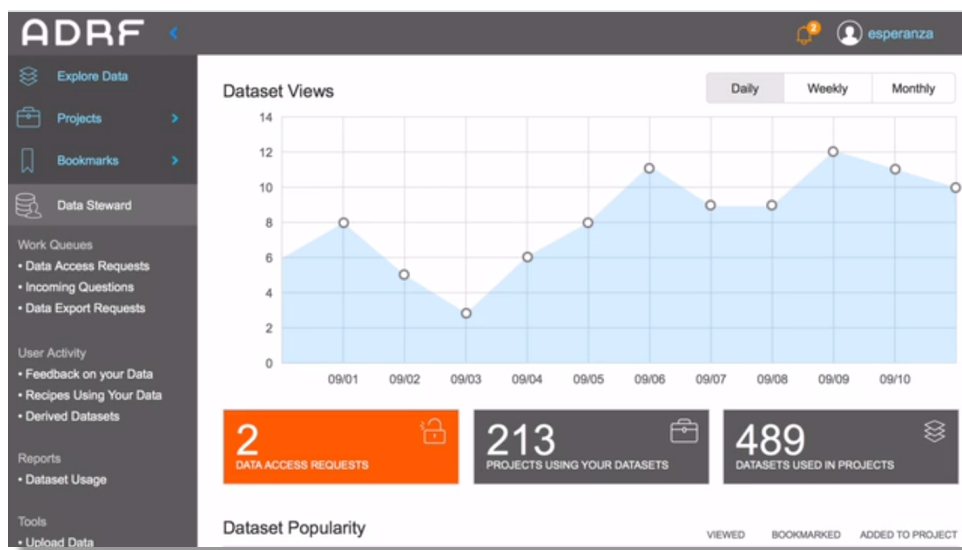 ADRF
2
esperanza
Explore Data
Projects
Bookmarks
Data Steward
Work Queues
• Data Access Requests
• Incoming Questions
• Data Export Requests
User Activity
• Feedback on your Data
• Recipes Using Your Data
• Derived Datasets
Reports
• Dataset Usage
Tools
• Upload Data
Dataset Views
Daily Weekly Monthly
14
12
10
8
6
4
2
0
09/01 09/02 09/03 09/04 09/05 09/06 09/07 09/08 09/09 09/10
2
DATA ACCESS REQUESTS
213
PROJECTS USING YOUR DATASETS
489
DATASETS USED IN PROJECTS
Dataset Popularity
VIEWED BOOKMARKED ADDED TO PROJECT